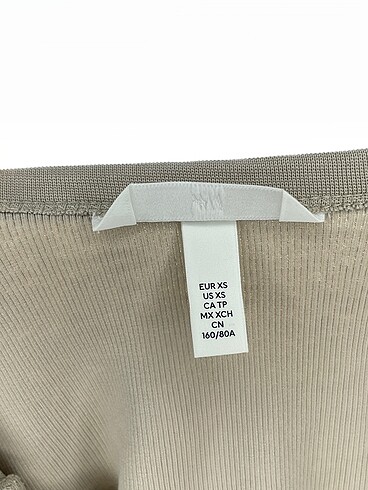 EUR XS
US XS
CA TP
MX XCH
CN
160/80A